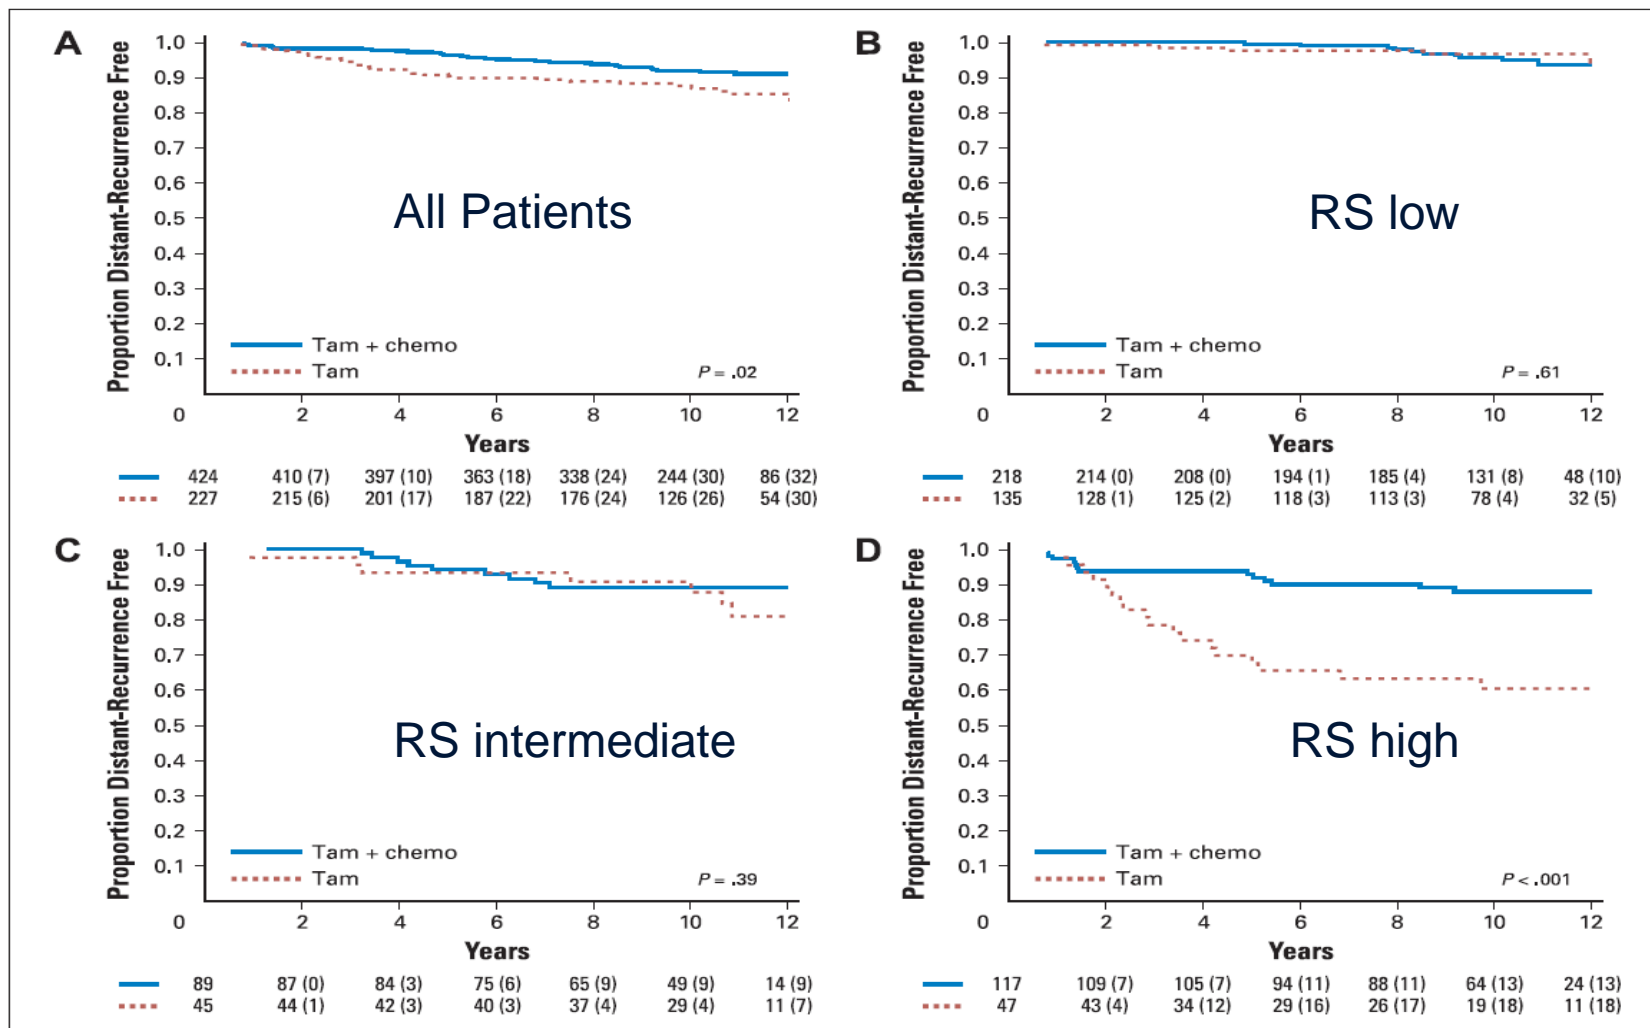 A
Proportion Distant-Recurrence Free
1.0
0.9
0.8
0.7
0.6
0.5
0.4
0.3
0.2
0.1
All Patients
Tam + chemo
Tam
P = .02
0 2 4 6 8 10 12
Years
424 410 (7) 397 (10) 363 (18) 338 (24) 244 (30) 86 (32)
227 215 (6) 201 (17) 187 (22) 176 (24) 126 (26) 54 (30)
B
Proportion Distant-Recurrence Free
1.0
0.9
0.8
0.7
0.6
0.5
0.4
0.3
0.2
0.1
RS low
Tam + chemo
Tam
P = .61
0 2 4 6 8 10 12
Years
218 214 (0) 208 (0) 194 (1) 185 (4) 131 (8) 48 (10)
135 128 (1) 125 (2) 118 (3) 113 (3) 78 (4) 32 (5)
C
Proportion Distant-Recurrence Free
1.0
0.9
0.8
0.7
0.6
0.5
0.4
0.3
0.2
0.1
RS intermediate
Tam + chemo
Tam
P = .39
0 2 4 6 8 10 12
Years
89 87 (0) 84 (3) 75 (6) 65 (9) 49 (9) 14 (9)
45 44 (1) 42 (3) 40 (3) 37 (4) 29 (4) 11 (7)
D
Proportion Distant-Recurrence Free
1.0
0.9
0.8
0.7
0.6
0.5
0.4
0.3
0.2
0.1
RS high
Tam + chemo
Tam
P < .001
0 2 4 6 8 10 12
Years
117 109 (7) 105 (7) 94 (11) 88 (11) 64 (13) 24 (13)
47 43 (4) 34 (12) 29 (16) 26 (17) 19 (18) 11 (18)